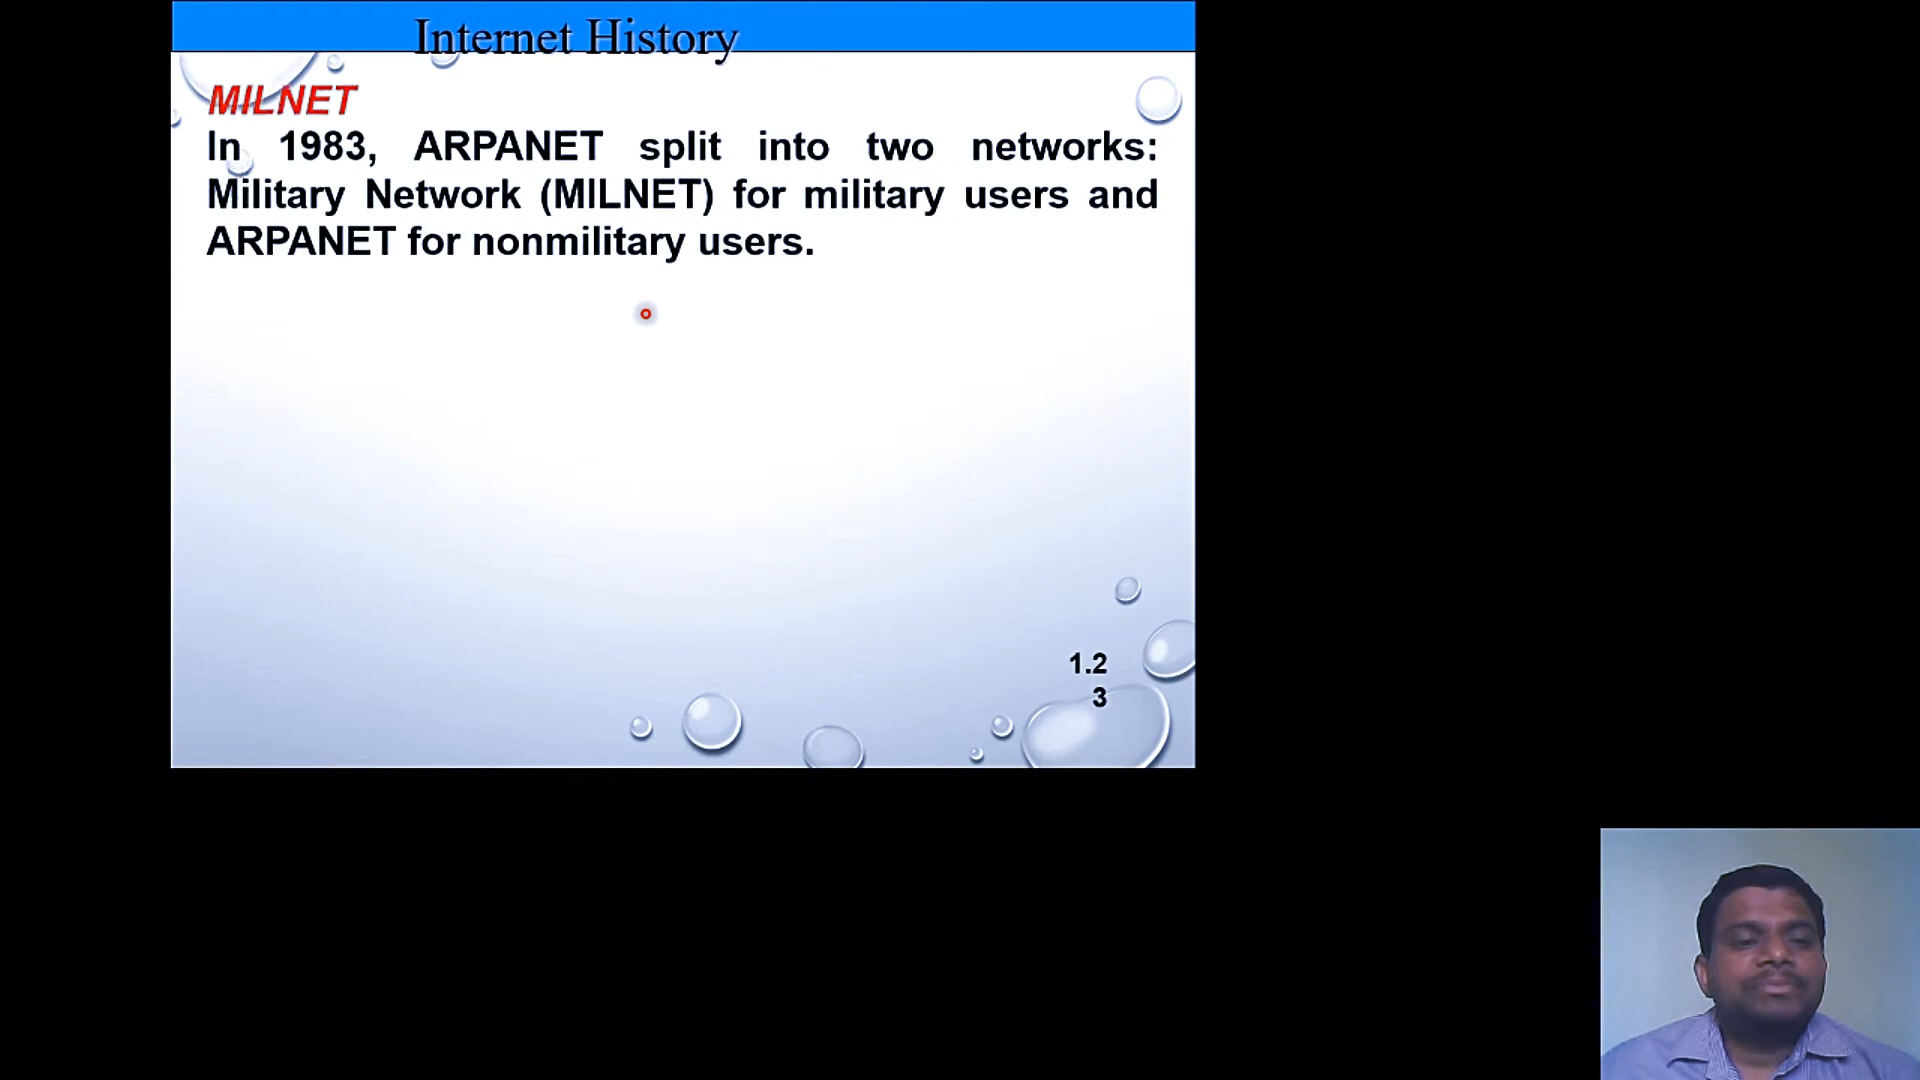 Internet History
MILNET
In 1983, ARPANET split into two networks:
Military Network (MILNET) for military users and
ARPANET for nonmilitary users.
1.2
3